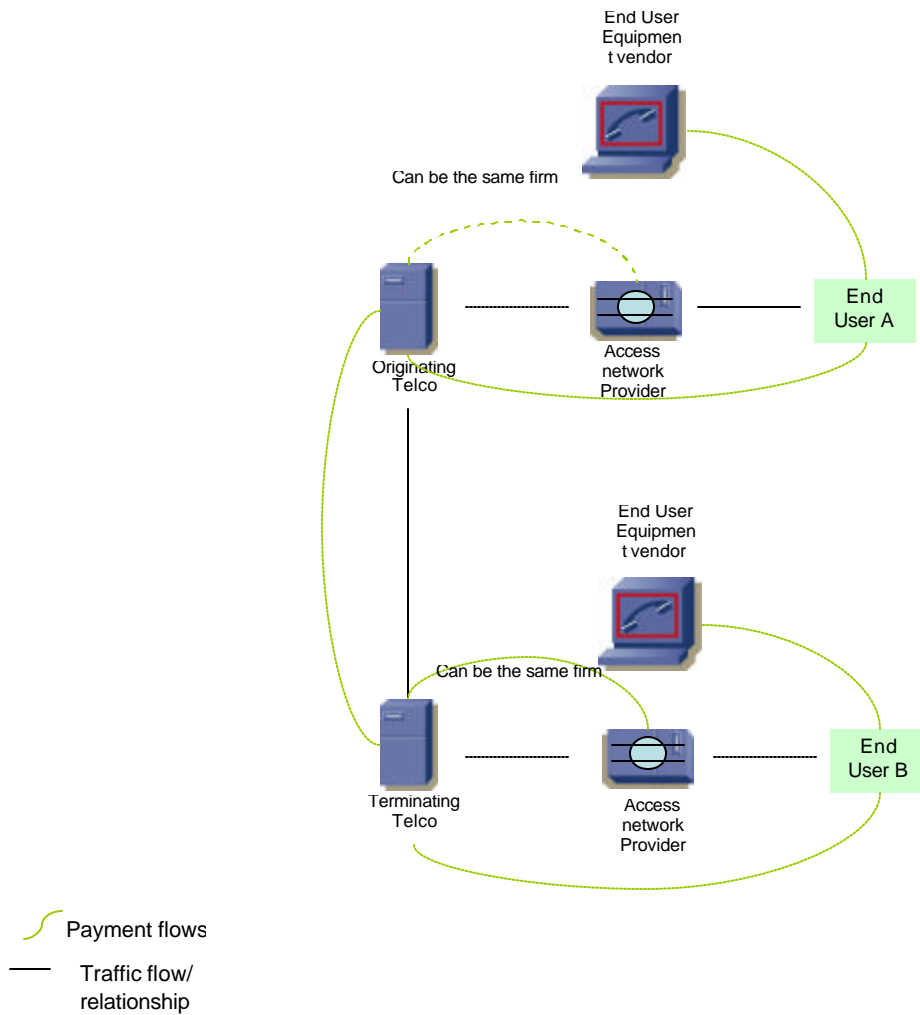 End User
Equipmen
t vendor
Can be the same firm
End
User A
Originating
Telco
Access
network
Provider
End User
Equipmen
t vendor
Can be the same firm
End
User B
Terminating
Telco
Access
network
Provider
Payment flows
Traffic flow/
relationship